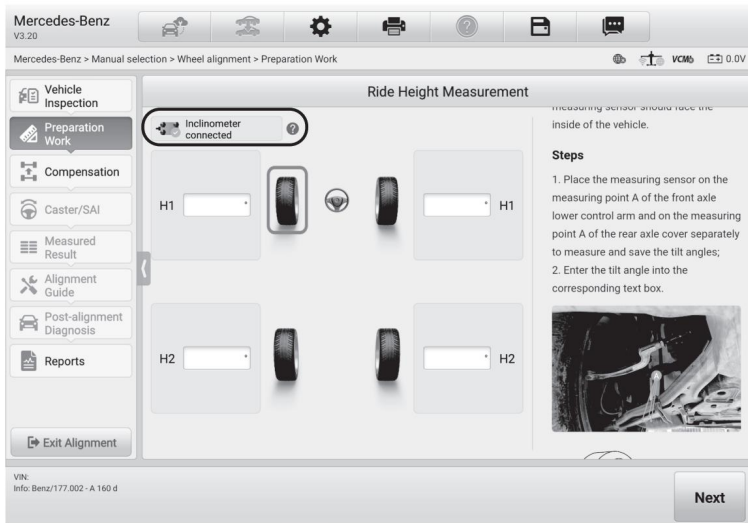 Mercedes-Benz
V3.20
Mercedes-Benz > Manual selection > Wheel alignment > Preparation Work
VCMⓘ 0.0V
Vehicle
Inspection
Preparation
Work
Compensation
Caster/SAI
Measured
Result
Alignment
Guide
Post-alignment
Diagnosis
Reports
Exit Alignment
Ride Height Measurement
Inclinometer
connected
H1 ° ° H1
H2 ° ° H2
measuring sensor should face the
inside of the vehicle.
Steps
1. Place the measuring sensor on the
measuring point A of the front axle
lower control arm and on the measuring
point A of the rear axle cover separately
to measure and save the tilt angles;
2. Enter the tilt angle into the
corresponding text box.
VIN:
Info: Benz/177.002 - A 160 d
Next